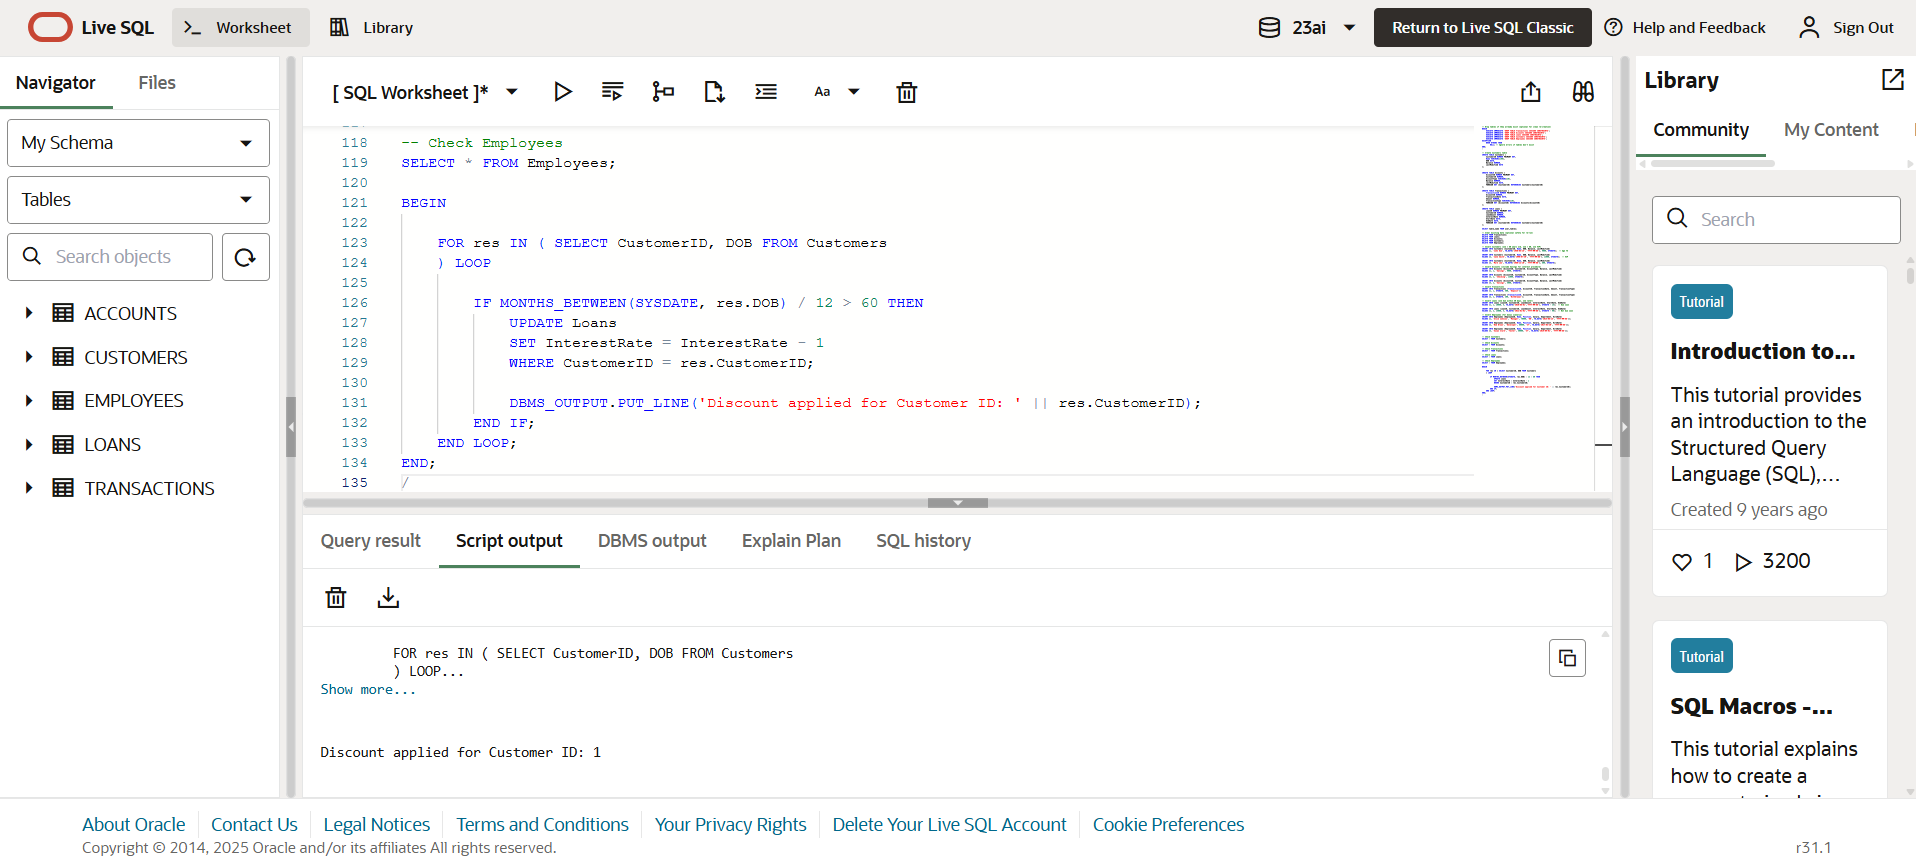 Live SQL
Worksheet
Library
23ai
Return to Live SQL Classic
Help and Feedback
Sign Out
Navigator
Files
My Schema
Tables
Search objects
ACCOUNTS
CUSTOMERS
EMPLOYEES
LOANS
TRANSACTIONS
[ SQL Worksheet ]*
Aa
118 -- Check Employees
119 SELECT * FROM Employees;
120
121 BEGIN
122
123 FOR res IN ( SELECT CustomerID, DOB FROM Customers
124 ) LOOP
125
126 IF MONTHS_BETWEEN(SYSDATE, res.DOB) / 12 > 60 THEN
127 UPDATE Loans
128 SET InterestRate = InterestRate - 1
129 WHERE CustomerID = res.CustomerID;
130
131 DBMS_OUTPUT.PUT_LINE('Discount applied for Customer ID: ' || res.CustomerID);
132 END IF;
133 END LOOP;
134 END;
135 /
Query result
Script output
DBMS output
Explain Plan
SQL history
FOR res IN ( SELECT CustomerID, DOB FROM Customers
) LOOP...
Show more...
Discount applied for Customer ID: 1
Library
Community
My Content
Search
Tutorial
Introduction to...
This tutorial provides
an introduction to the
Structured Query
Language (SQL),...
Created 9 years ago
1
3200
Tutorial
SQL Macros -...
This tutorial explains
how to create a
About Oracle
Contact Us
Legal Notices
Terms and Conditions
Your Privacy Rights
Delete Your Live SQL Account
Cookie Preferences
Copyright © 2014, 2025 Oracle and/or its affiliates All rights reserved.
r31.1